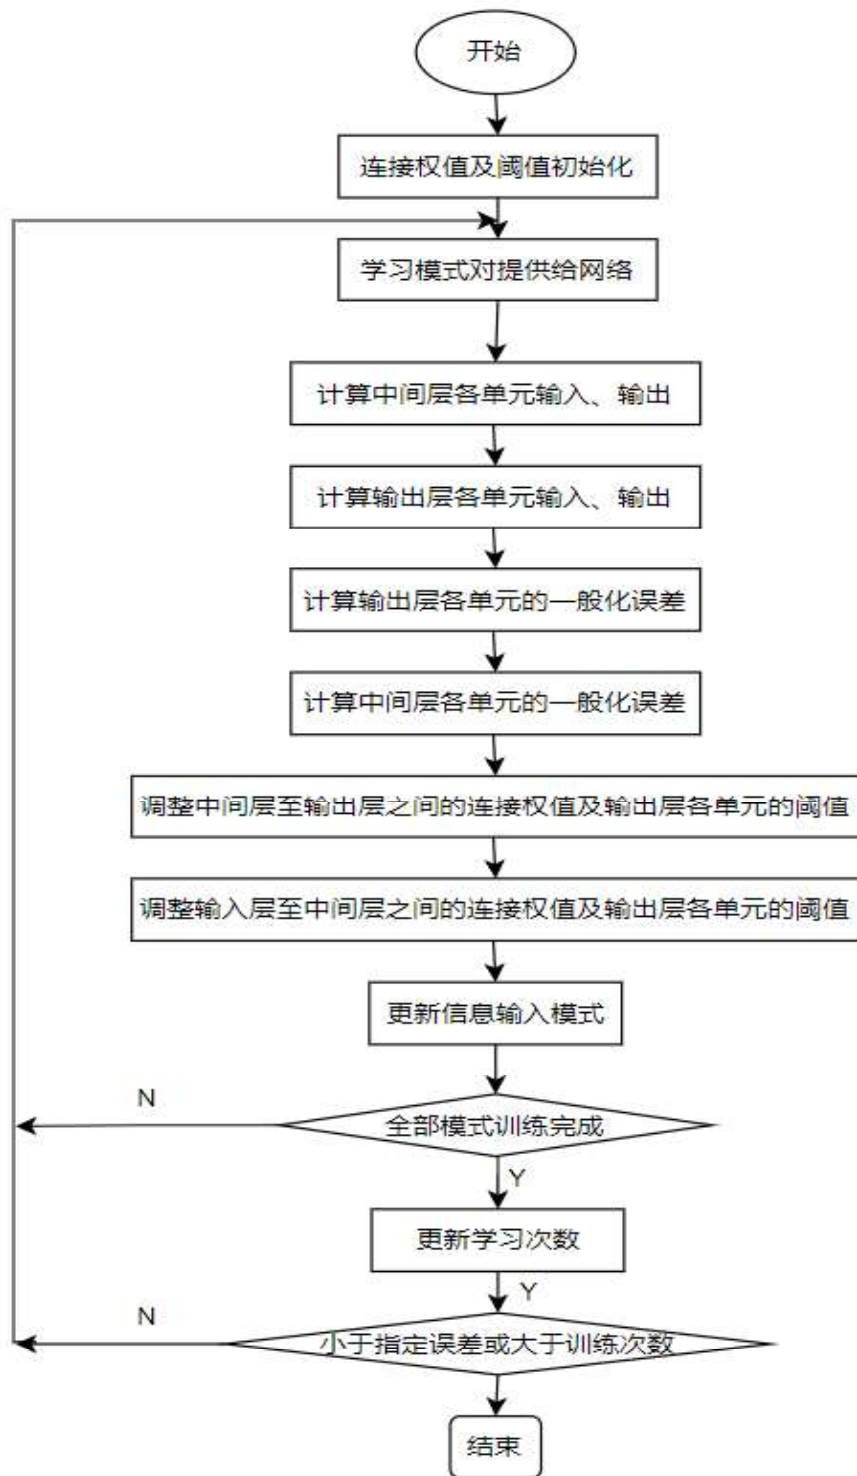 开始
连接权值及阈值初始化
学习模式对提供给网络
计算中间层各单元输入、输出
计算输出层各单元输入、输出
计算输出层各单元的一般化误差
计算中间层各单元的一般化误差
调整中间层至输出层之间的连接权值及输出层各单元的阈值
调整输入层至中间层之间的连接权值及输出层各单元的阈值
更新信息输入模式
N
全部模式训练完成
Y
更新学习次数
Y
N
小于指定误差或大于训练次数
结束